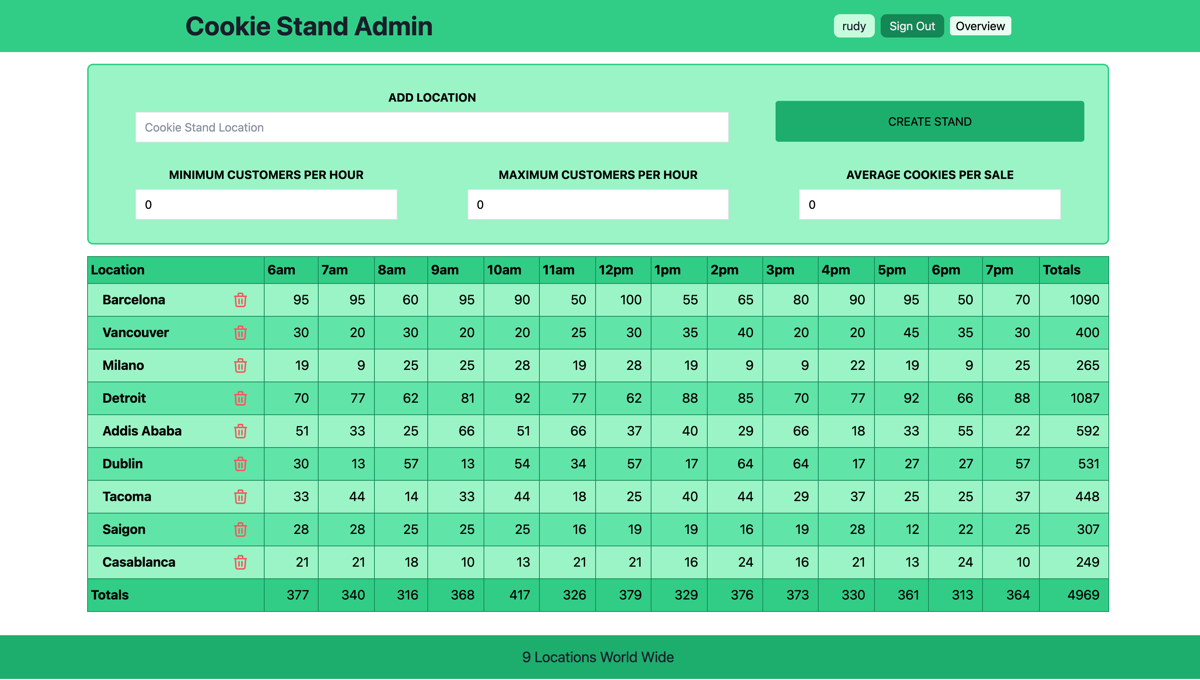 Cookie Stand Admin
rudy Sign Out Overview
ADD LOCATION
Cookie Stand Location
CREATE STAND
MINIMUM CUSTOMERS PER HOUR MAXIMUM CUSTOMERS PER HOUR AVERAGE COOKIES PER SALE
0 0 0
Location 6am 7am 8am 9am 10am 11am 12pm 1pm 2pm 3pm 4pm 5pm 6pm 7pm Totals
Barcelona 95 95 60 95 90 50 100 55 65 80 90 95 50 70 1090
Vancouver 30 20 30 20 20 25 30 35 40 20 20 45 35 30 400
Milano 19 9 25 25 28 19 28 19 9 9 22 19 9 25 265
Detroit 70 77 62 81 92 77 62 88 85 70 77 92 66 88 1087
Addis Ababa 51 33 25 66 51 66 37 40 29 66 18 33 55 22 592
Dublin 30 13 57 13 54 34 57 17 64 64 17 27 27 57 531
Tacoma 33 44 14 33 44 18 25 40 44 29 37 25 25 37 448
Saigon 28 28 25 25 25 16 19 19 16 19 28 12 22 25 307
Casablanca 21 21 18 10 13 21 21 16 24 16 21 13 24 10 249
Totals 377 340 316 368 417 326 379 329 376 373 330 361 313 364 4969
9 Locations World Wide